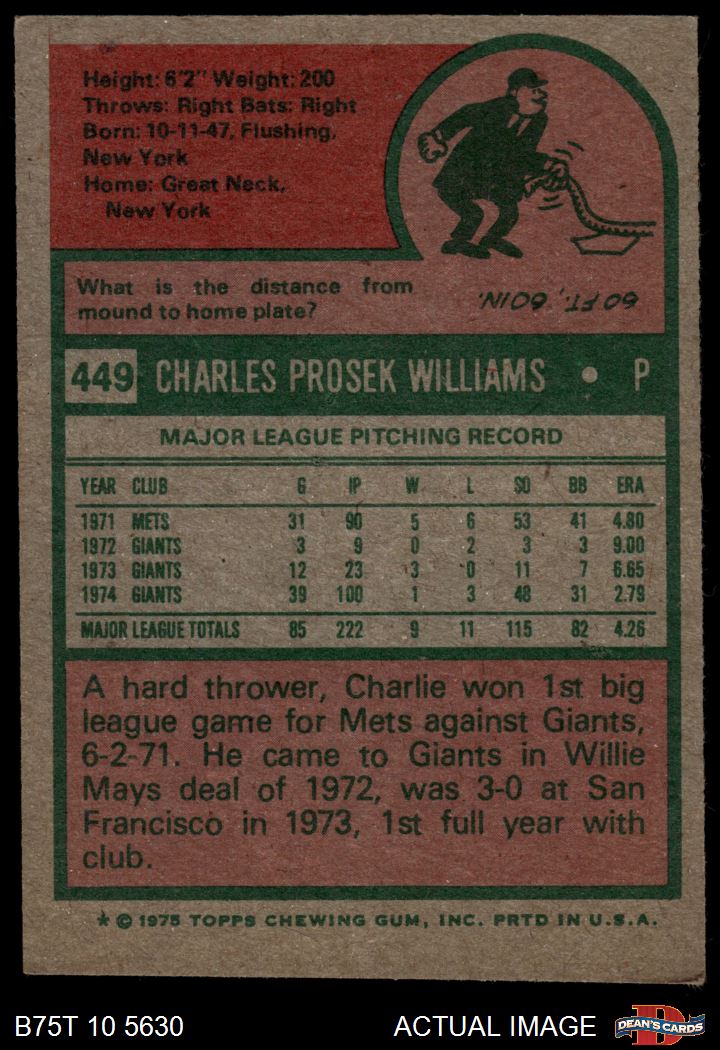 Height: 6'2" Weight: 200
Throws: Right Bats: Right
Born: 10-11-47, Flushing,
New York
Home: Great Neck,
New York
What is the distance from
mound to home plate?
60 FT., 60 IN.
449 CHARLES PROSEK WILLIAMS • P
MAJOR LEAGUE PITCHING RECORD
YEAR CLUB G IP W L SO BB ERA
1971 METS 31 90 5 6 53 41 4.80
1972 GIANTS 3 9 0 2 3 3 9.00
1973 GIANTS 12 23 3 0 11 7 6.65
1974 GIANTS 39 100 1 3 48 31 2.79
MAJOR LEAGUE TOTALS 85 222 9 11 115 82 4.26
A hard thrower, Charlie won 1st big
league game for Mets against Giants,
6-2-71. He came to Giants in Willie
Mays deal of 1972, was 3-0 at San
Francisco in 1973, 1st full year with
club.
* © 1975 TOPPS CHEWING GUM, INC. PRTD IN U.S.A.
B75T 10 5630 ACTUAL IMAGE D DEAN'S CARDS